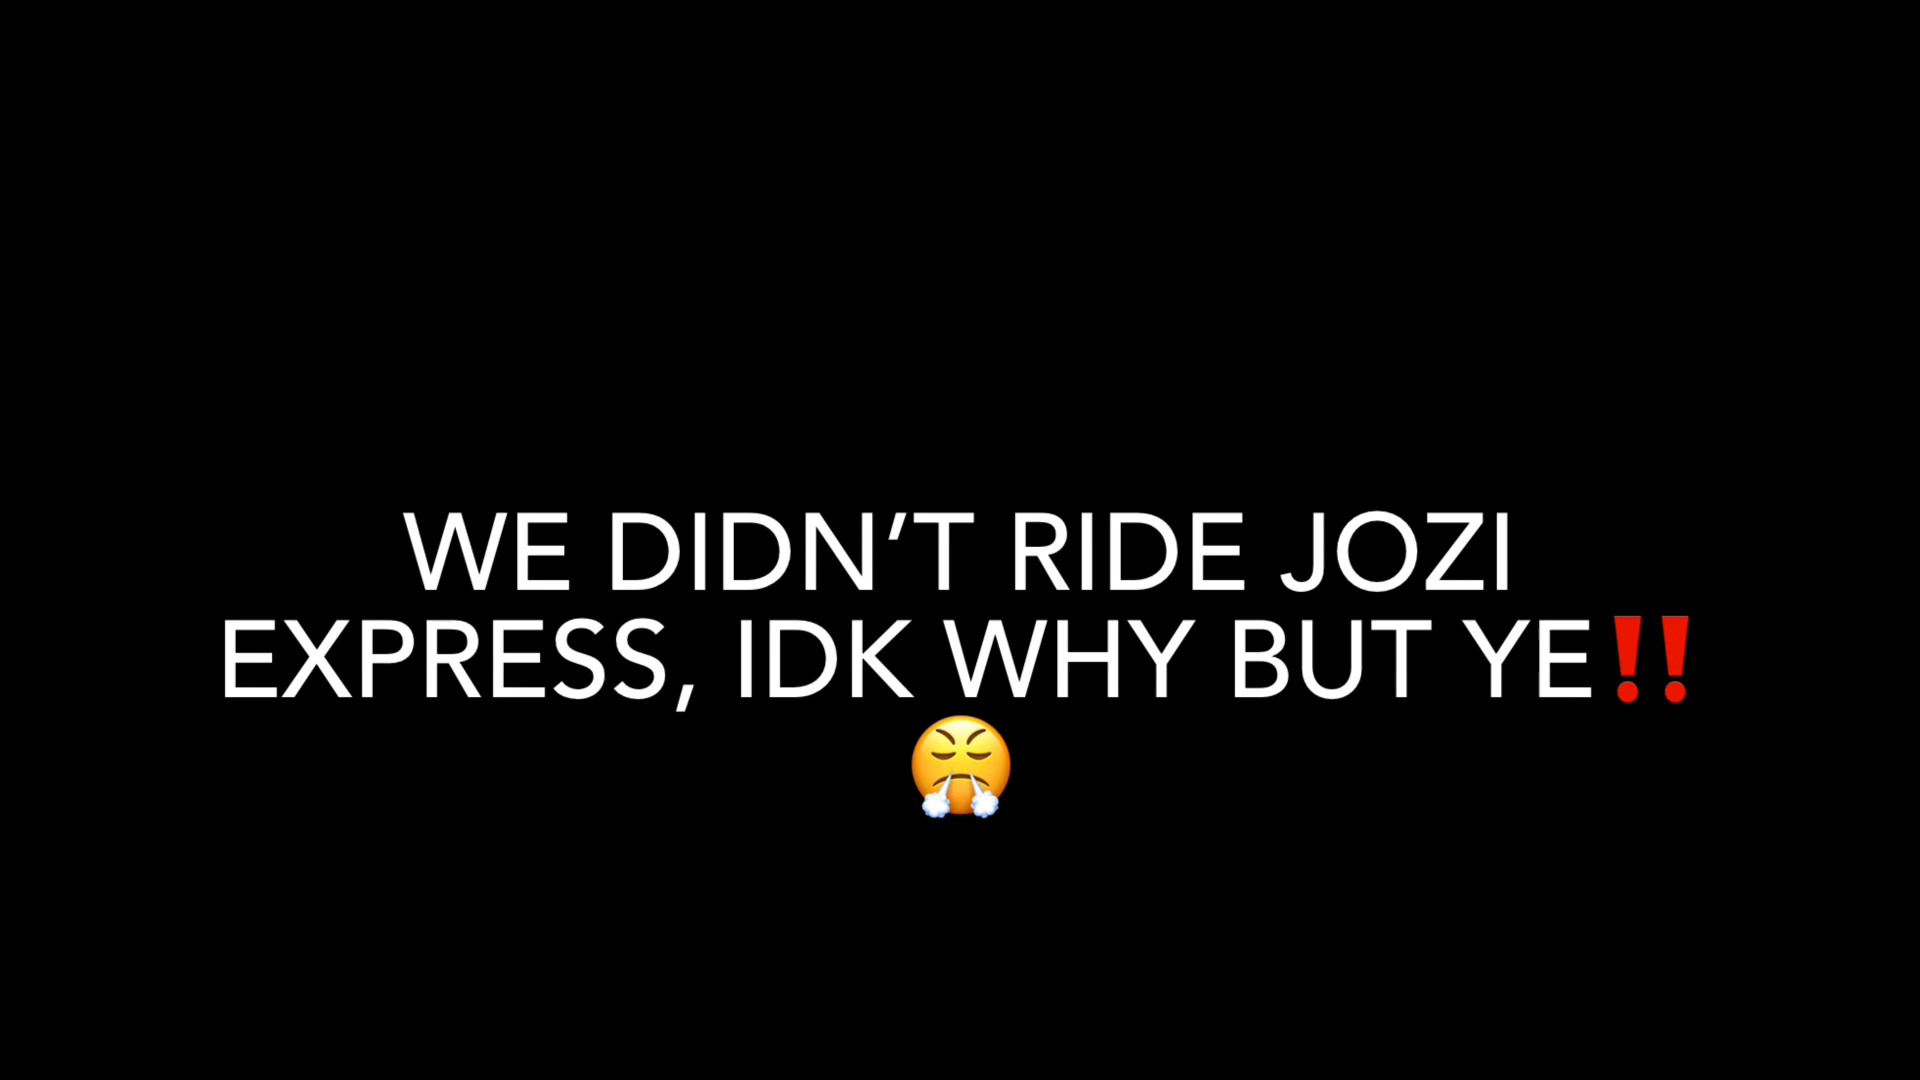 WE DIDN’T RIDE JOZI
EXPRESS, IDK WHY BUT YE‼️
😤